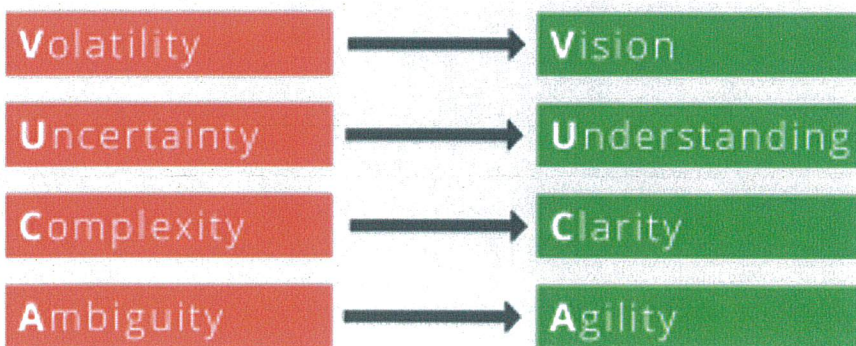 Volatility Vision
Uncertainty Understanding
Complexity Clarity
Ambiguity Agility